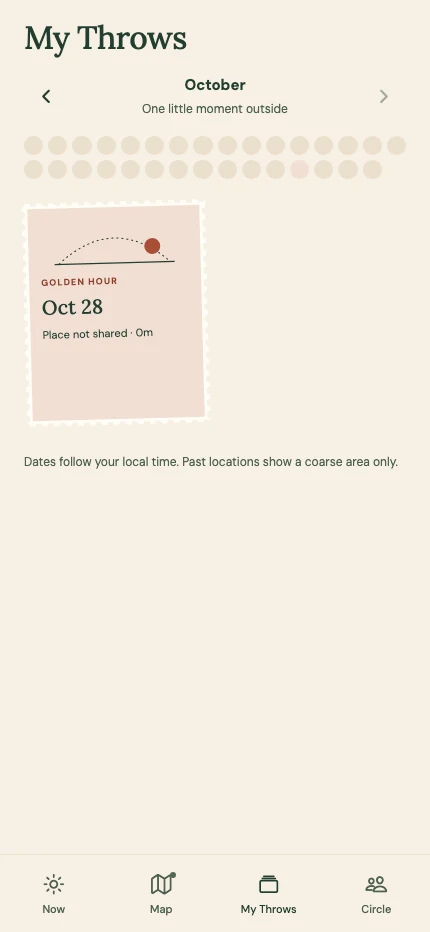 My Throws
October
One little moment outside
GOLDEN HOUR
Oct 28
Place not shared · 0m
Dates follow your local time. Past locations show a coarse area only.
Now
Map
My Throws
Circle